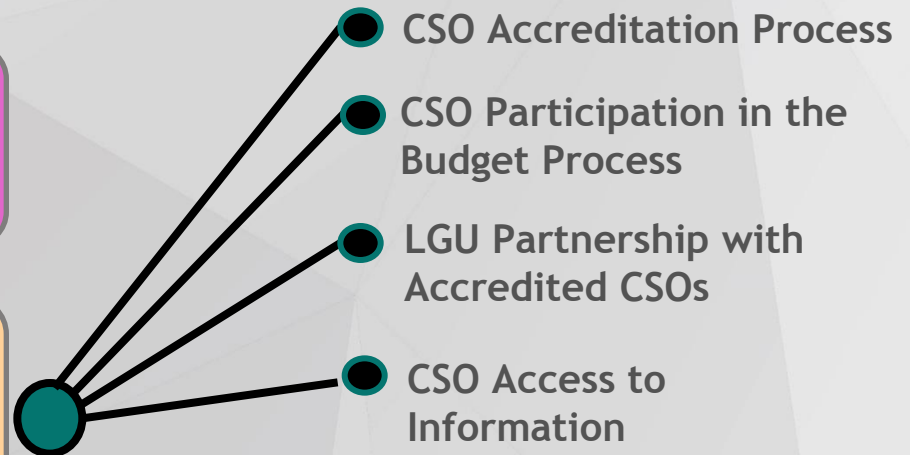 CSO Accreditation Process
CSO Participation in the
Budget Process
LGU Partnership with
Accredited CSOs
CSO Access to
Information